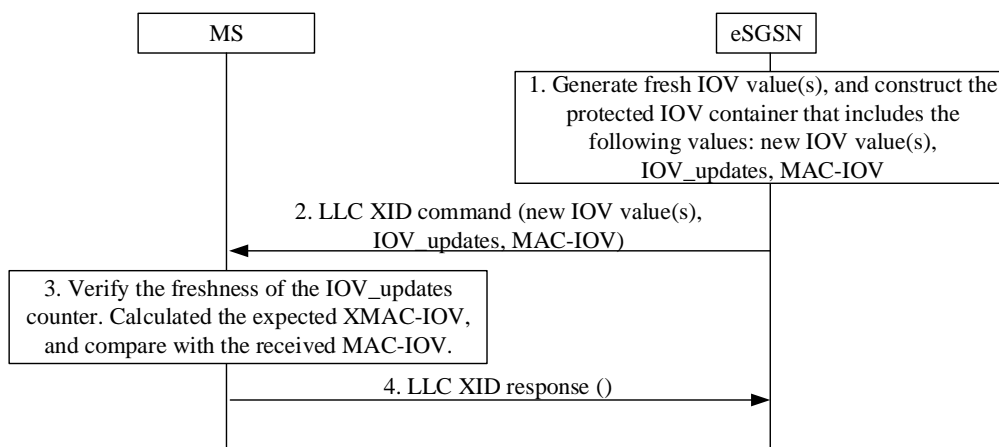 MS
eSGSN
1. Generate fresh IOV value(s), and construct the
protected IOV container that includes the
following values: new IOV value(s),
IOV_updates, MAC-IOV
2. LLC XID command (new IOV value(s),
IOV_updates, MAC-IOV)
3. Verify the freshness of the IOV_updates
counter. Calculated the expected XMAC-IOV,
and compare with the received MAC-IOV.
4. LLC XID response ()